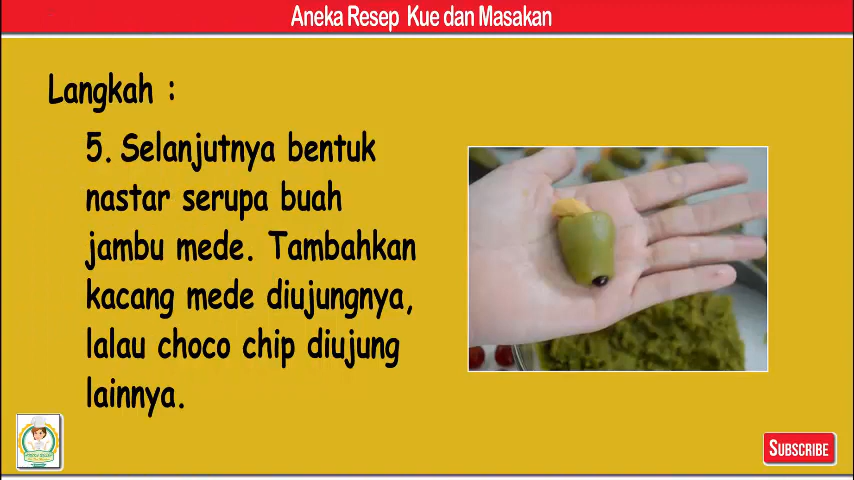 Aneka Resep Kue dan Masakan
Langkah :
5. Selanjutnya bentuk
nastar serupa buah
jambu mede. Tambahkan
kacang mede diujungnya,
lalau choco chip diujung
lainnya.
SUBSCRIBE